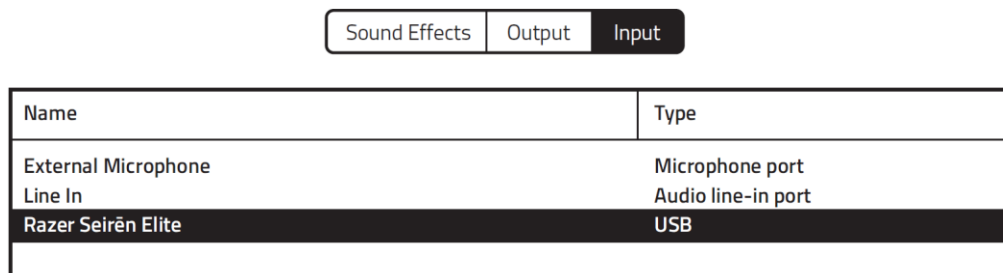 Sound Effects Output Input
Name Type
External Microphone Microphone port
Line In Audio line-in port
Razer Seirēn Elite USB